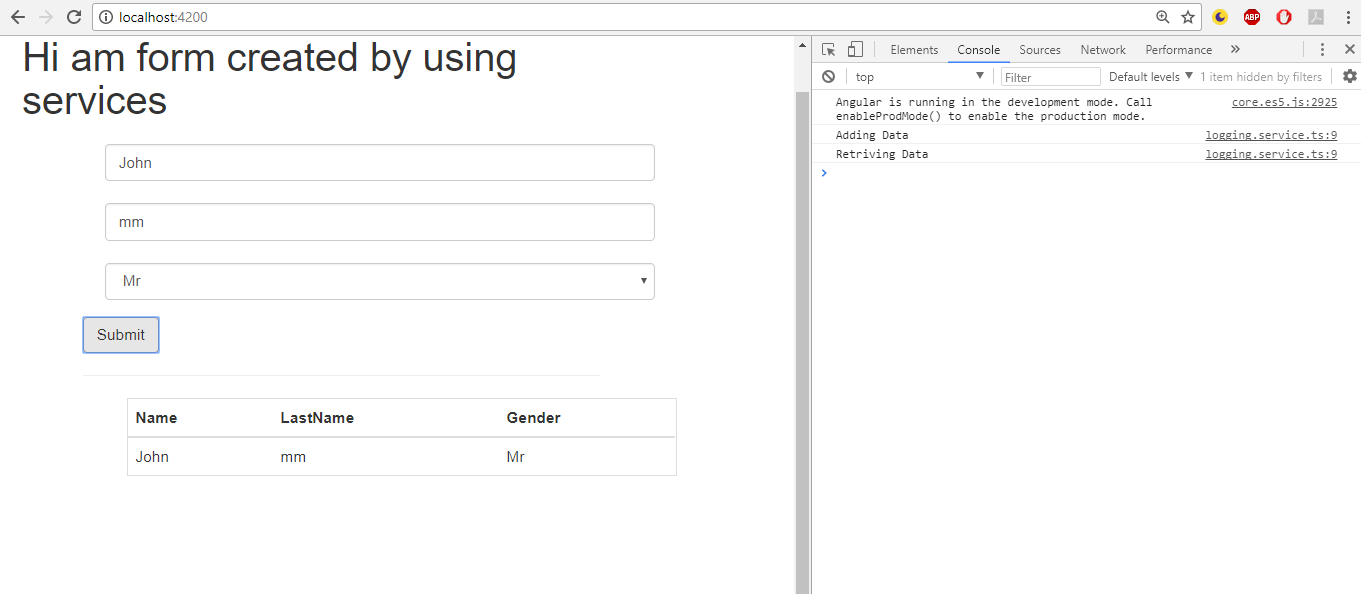 localhost:4200
ABP
Hi am form created by using
services
John
mm
Mr
Submit
Name LastName Gender
John mm Mr
Elements Console Sources Network Performance »
top Filter Default levels 1 item hidden by filters
Angular is running in the development mode. Call core.es5.js:2925
enableProdMode() to enable the production mode.
Adding Data logging.service.ts:9
Retriving Data logging.service.ts:9